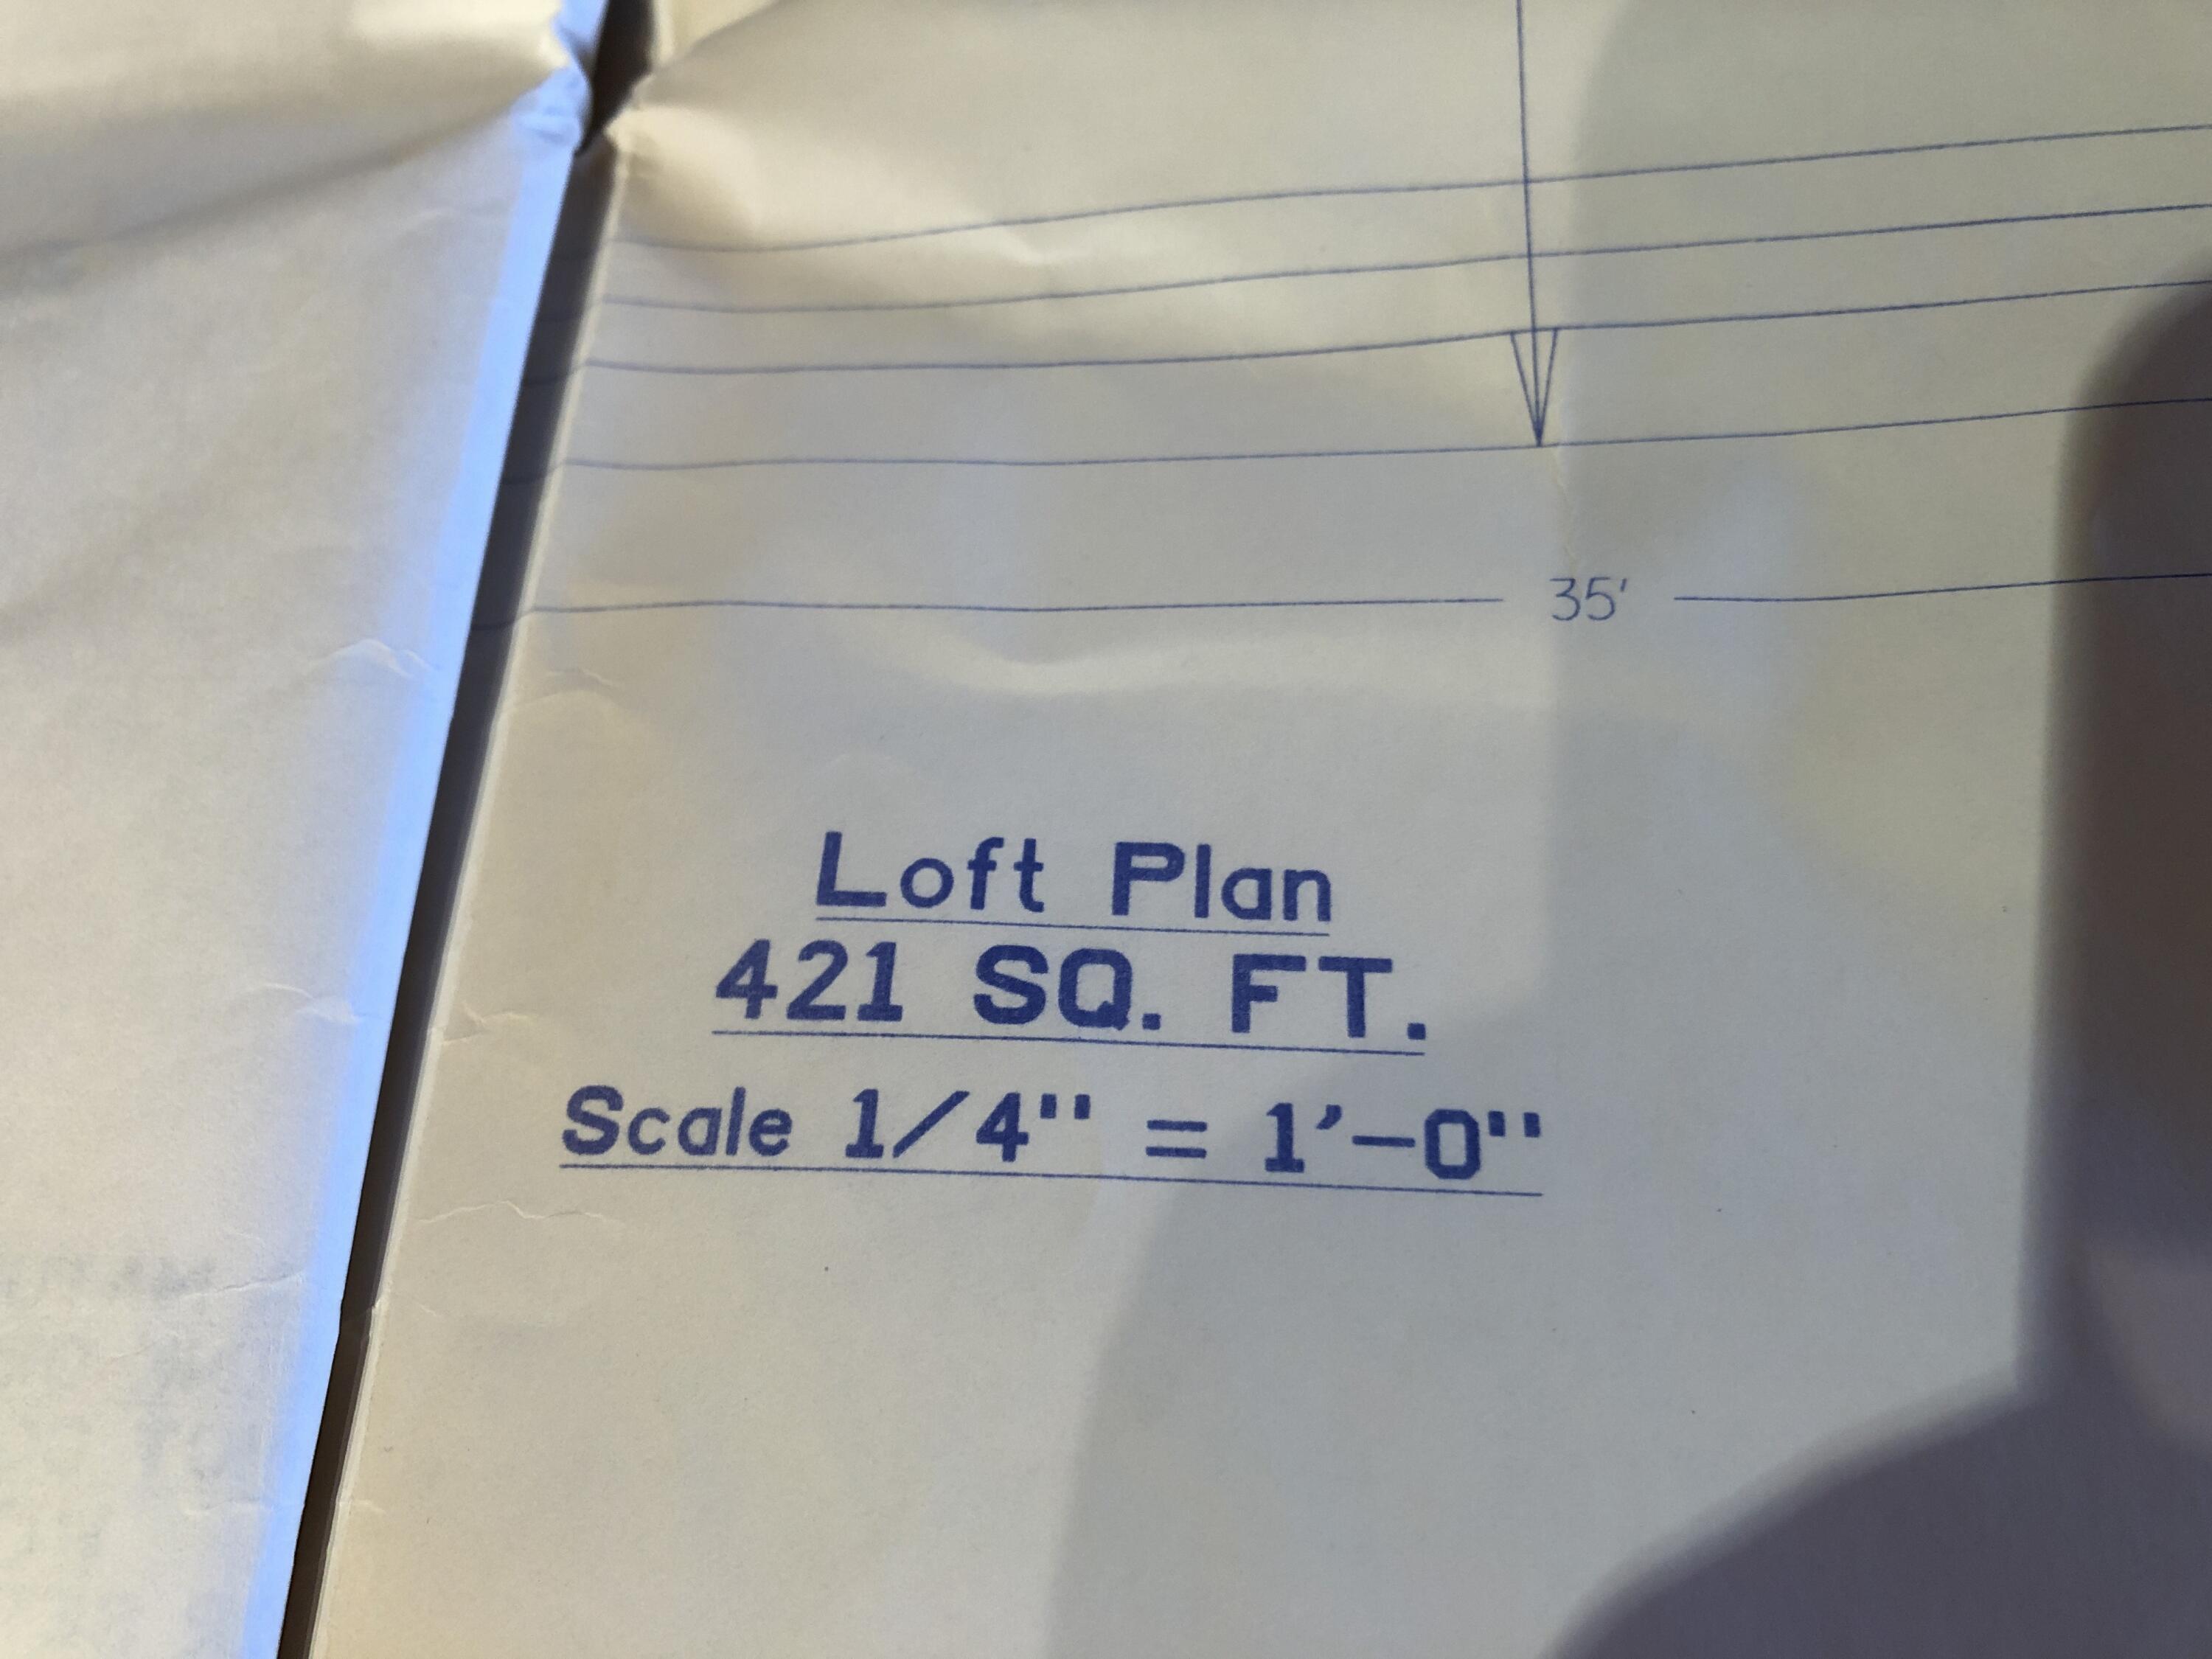 35'
Loft Plan
421 SQ. FT.
Scale 1/4" = 1'-0"